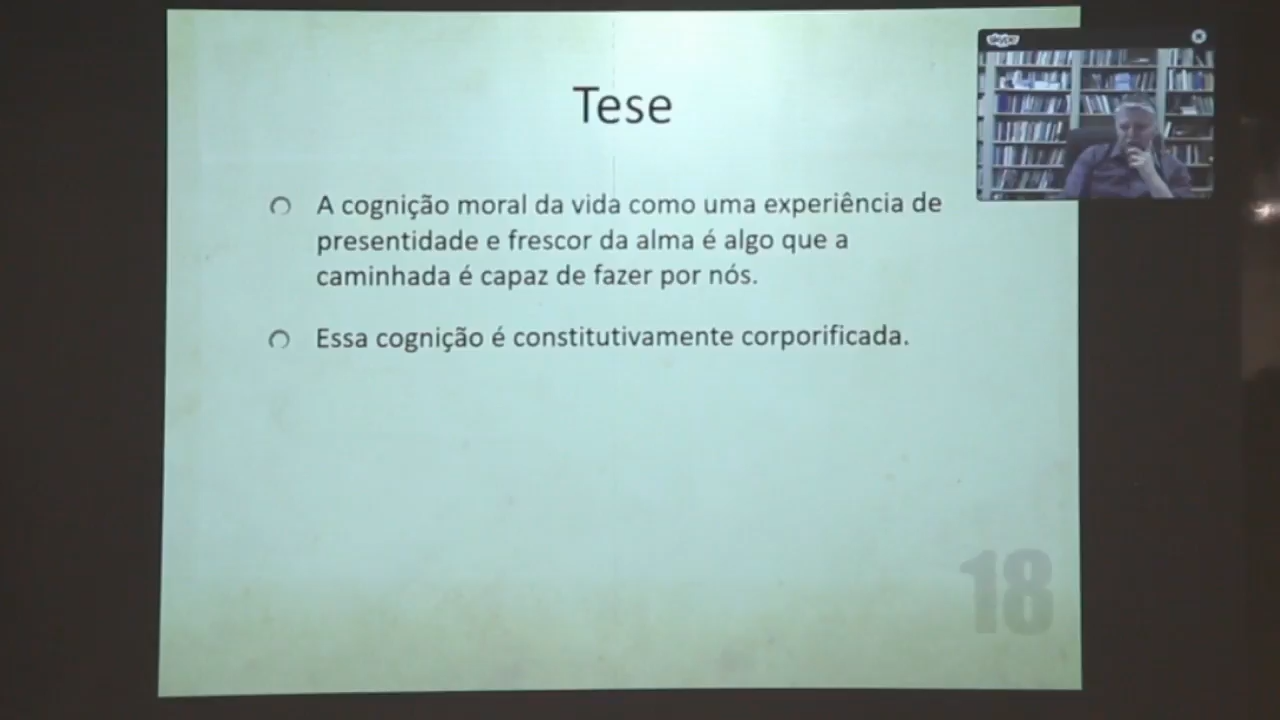 skype
Tese
A cognição moral da vida como uma experiência de
presentidade e frescor da alma é algo que a
caminhada é capaz de fazer por nós.
Essa cognição é constitutivamente corporificada.
18